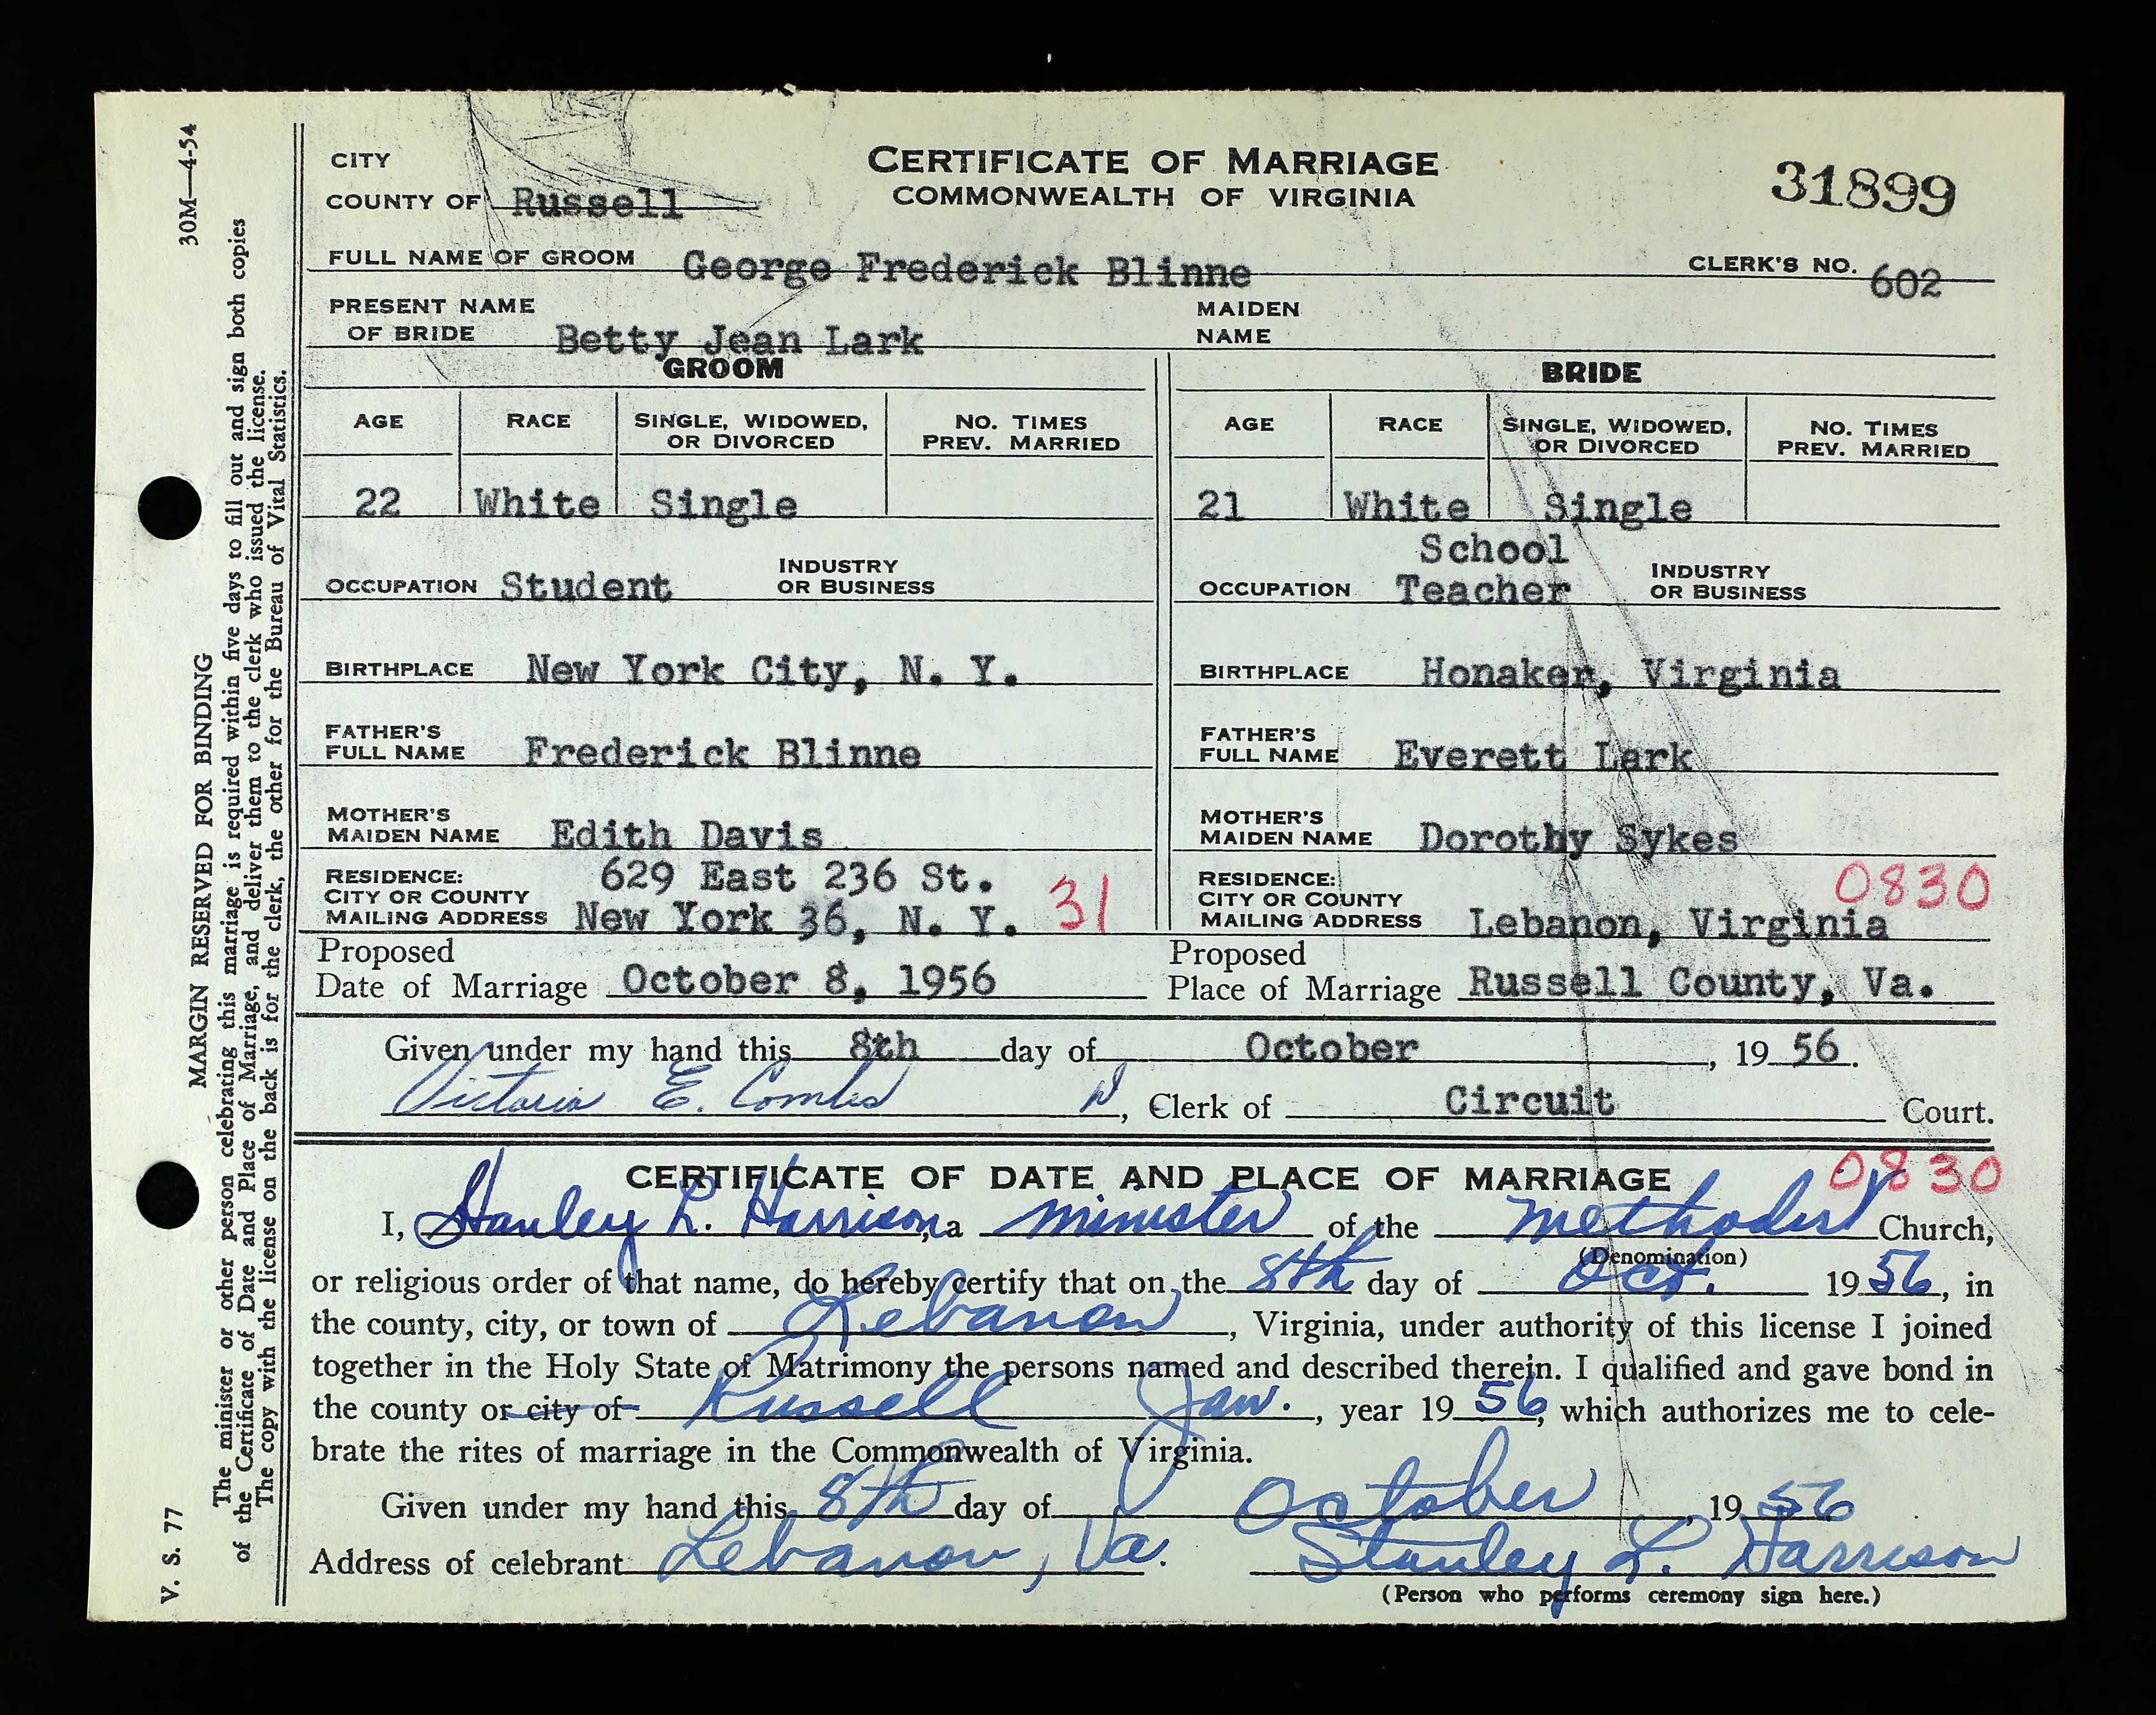 CITY
COUNTY OF Russell
CERTIFICATE OF MARRIAGE
COMMONWEALTH OF VIRGINIA
31899
FULL NAME OF GROOM George Frederick Blinne
CLERK'S NO. 602
PRESENT NAME
OF BRIDE Betty Jean Lark
MAIDEN
NAME
GROOM
AGE RACE SINGLE, WIDOWED, OR DIVORCED NO. TIMES PREV. MARRIED
22 White Single
OCCUPATION Student INDUSTRY OR BUSINESS
BIRTHPLACE New York City, N. Y.
FATHER'S
FULL NAME Frederick Blinne
MOTHER'S
MAIDEN NAME Edith Davis
RESIDENCE: 629 East 236 St.
CITY OR COUNTY
MAILING ADDRESS New York 36, N. Y. 31
BRIDE
AGE RACE SINGLE, WIDOWED, OR DIVORCED NO. TIMES PREV. MARRIED
21 White Single
School
OCCUPATION Teacher INDUSTRY OR BUSINESS
BIRTHPLACE Honaker, Virginia
FATHER'S
FULL NAME Everett Lark
MOTHER'S
MAIDEN NAME Dorothy Sykes
RESIDENCE: 0830
CITY OR COUNTY
MAILING ADDRESS Lebanon, Virginia
Proposed
Date of Marriage October 8, 1956
Proposed
Place of Marriage Russell County, Va.
Given under my hand this 8th day of October, 19 56.
Victoria E. Combs D, Clerk of Circuit Court.
CERTIFICATE OF DATE AND PLACE OF MARRIAGE 0830
I, Stanley L. Harrison, a minister of the Methodist Church,
(Denomination)
or religious order of that name, do hereby certify that on the 8th day of Oct. 19 56, in
the county, city, or town of Lebanon, Virginia, under authority of this license I joined
together in the Holy State of Matrimony the persons named and described therein. I qualified and gave bond in
the county or city of Russell Jan., year 19 56, which authorizes me to cele-
brate the rites of marriage in the Commonwealth of Virginia.
Given under my hand this 8th day of October, 19 56
Address of celebrant Lebanon, Va. Stanley L. Harrison
(Person who performs ceremony sign here.)
V. S. 77 MARGIN RESERVED FOR BINDING 30M—4-54
The minister or other person celebrating this marriage is required within five days to fill out and sign both copies
of the Certificate of Date and Place of Marriage, and deliver them to the clerk who issued the license.
The copy with the license on the back is for the clerk, the other for the Bureau of Vital Statistics.